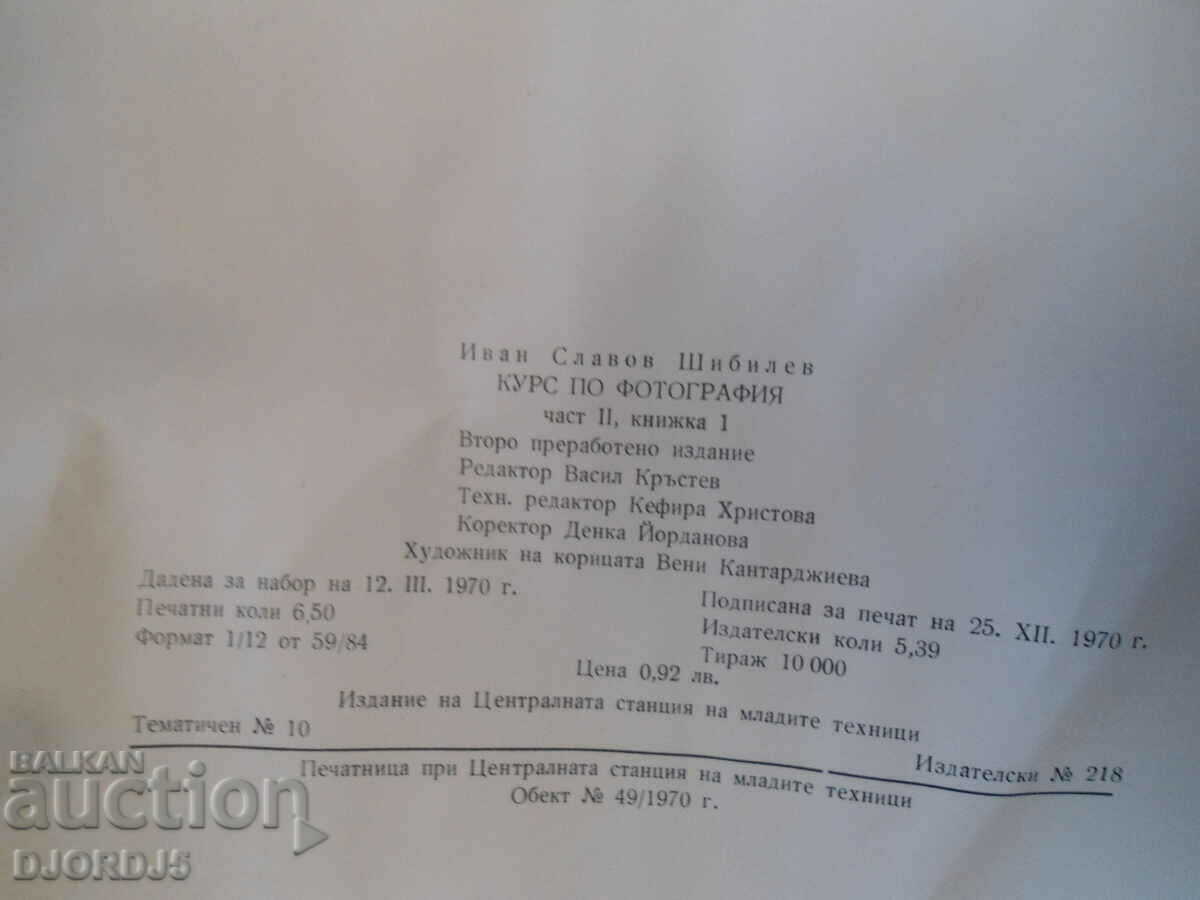 Иван Славов Шибилев
КУРС ПО ФОТОГРАФИЯ
част II, книжка 1
Второ преработено издание
Редактор Васил Кръстев
Техн. редактор Кефира Христова
Коректор Денка Йорданова
Художник на корицата Вени Кантарджиева
Дадена за набор на 12. III. 1970 г.
Подписана за печат на 25. XII. 1970 г.
Печатни коли 6,50
Издателски коли 5,39
Формат 1/12 от 59/84
Тираж 10 000
Цена 0,92 лв.
Издание на Централната станция на младите техници
Тематичен № 10
Издателски № 218
Печатница при Централната станция на младите техници
Обект № 49/1970 г.
BALKAN
auction
DJORDJ5